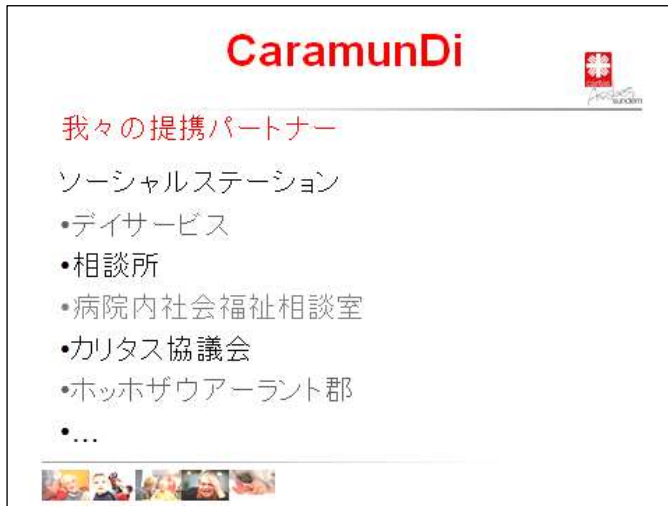 CaramunDi
sundern
我々の提携パートナー
ソーシャルステーション
•デイサービス
•相談所
•病院内社会福祉相談室
•カリタス協議会
•ホッホザウアーラント郡
•...